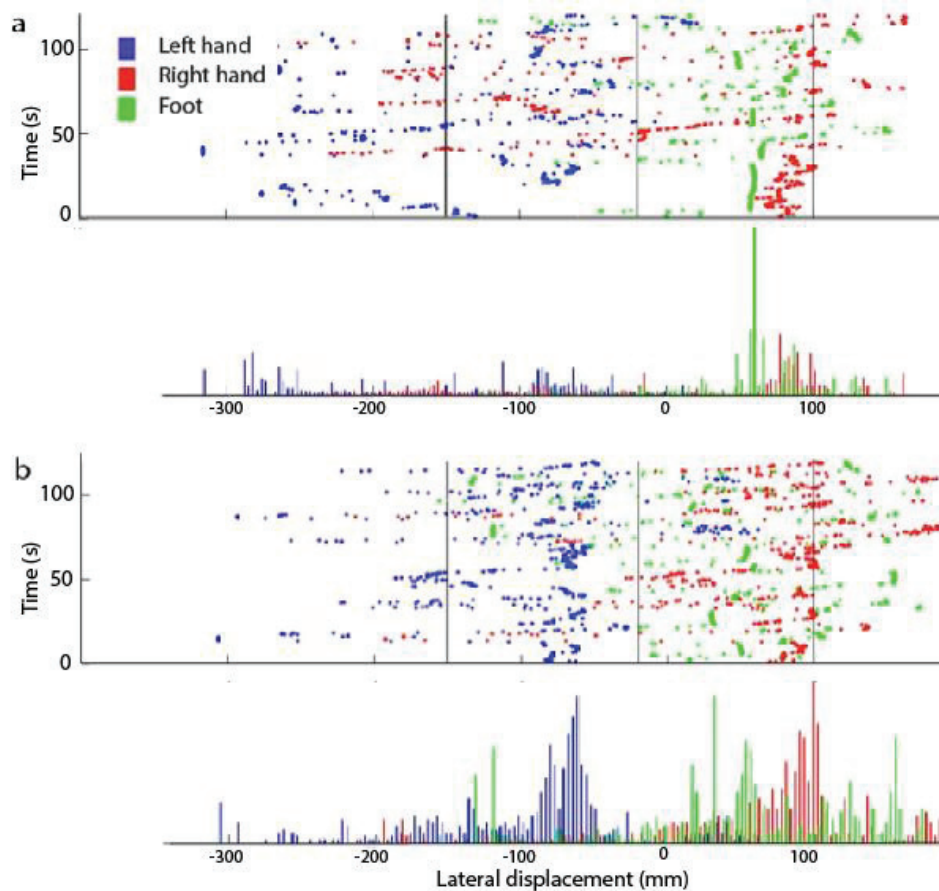 a
Left hand
Right hand
Foot
Time (s)
100
50
0
-300 -200 -100 0 100
b
Time (s)
100
50
0
-300 -200 -100 0 100
Lateral displacement (mm)